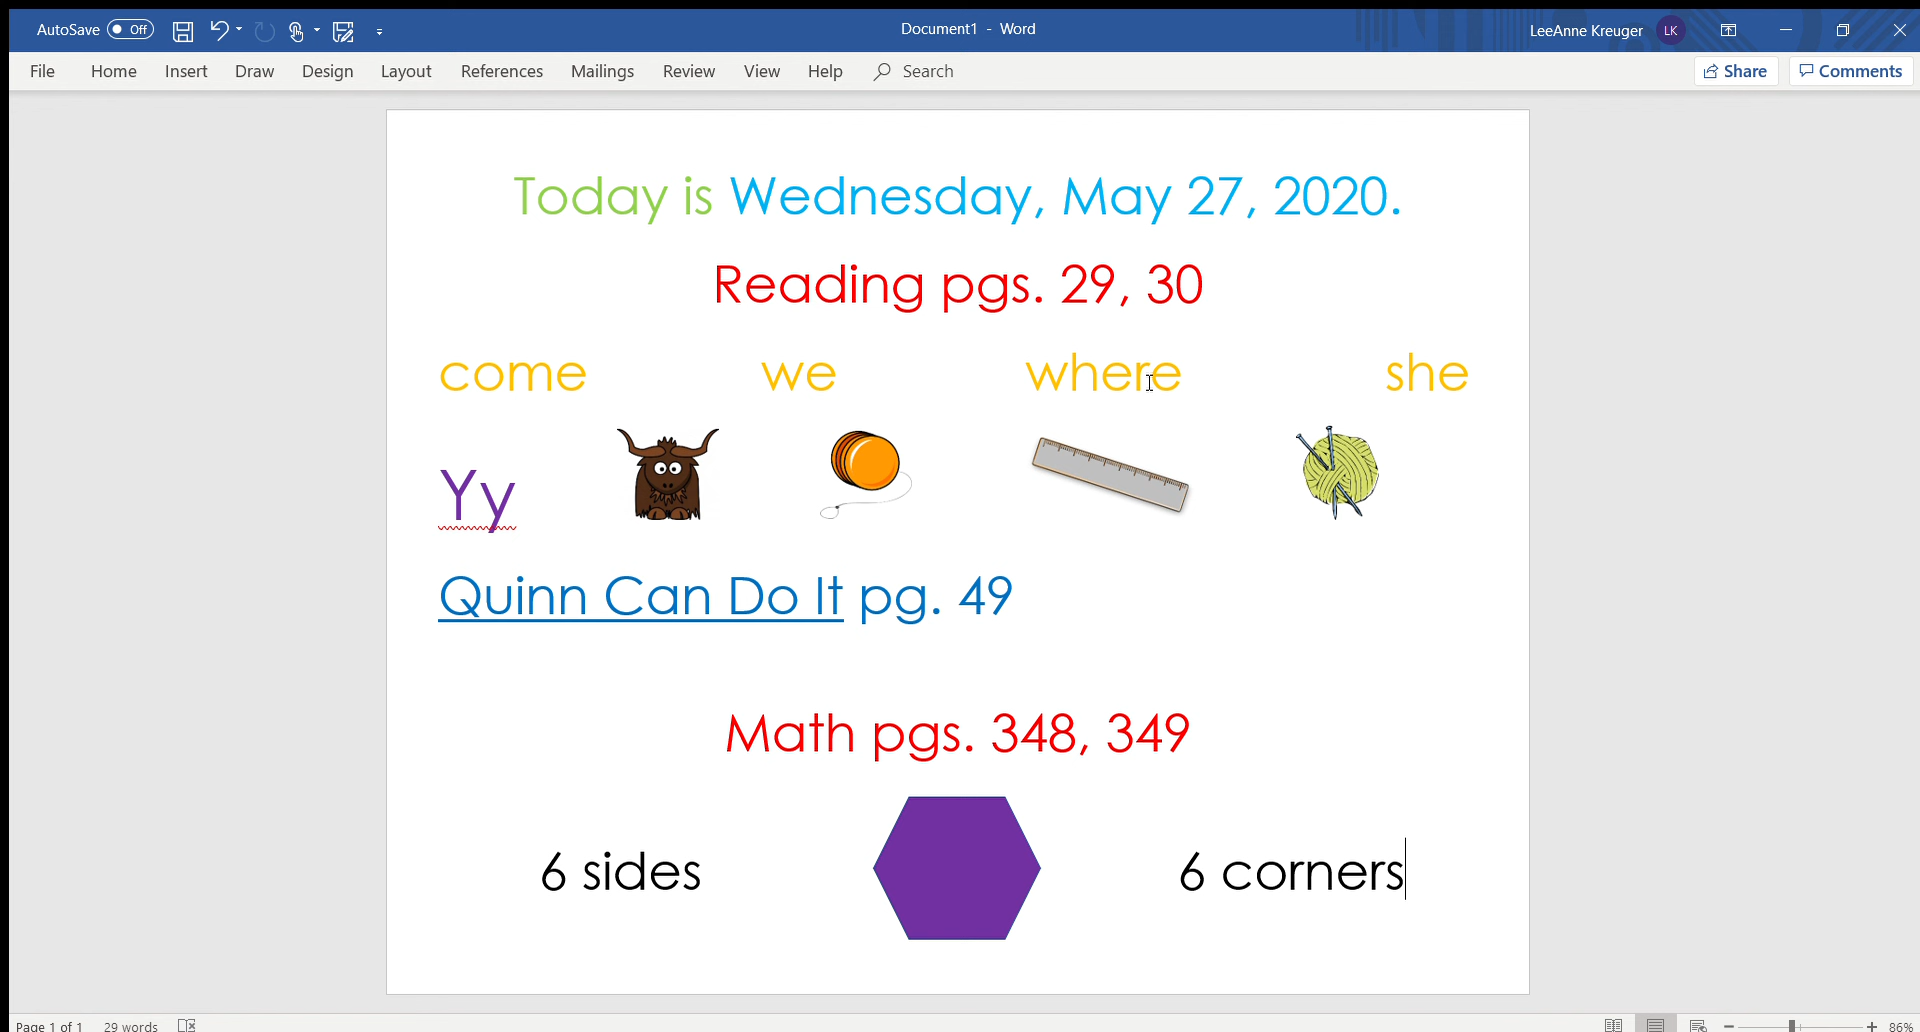 AutoSave Off Document1 - Word LeeAnne Kreuger LK
File Home Insert Draw Design Layout References Mailings Review View Help Search Share Comments
Today is Wednesday, May 27, 2020.
Reading pgs. 29, 30
come we where she
Yy
Quinn Can Do It pg. 49
Math pgs. 348, 349
6 sides 6 corners
Page 1 of 1 29 words 86%